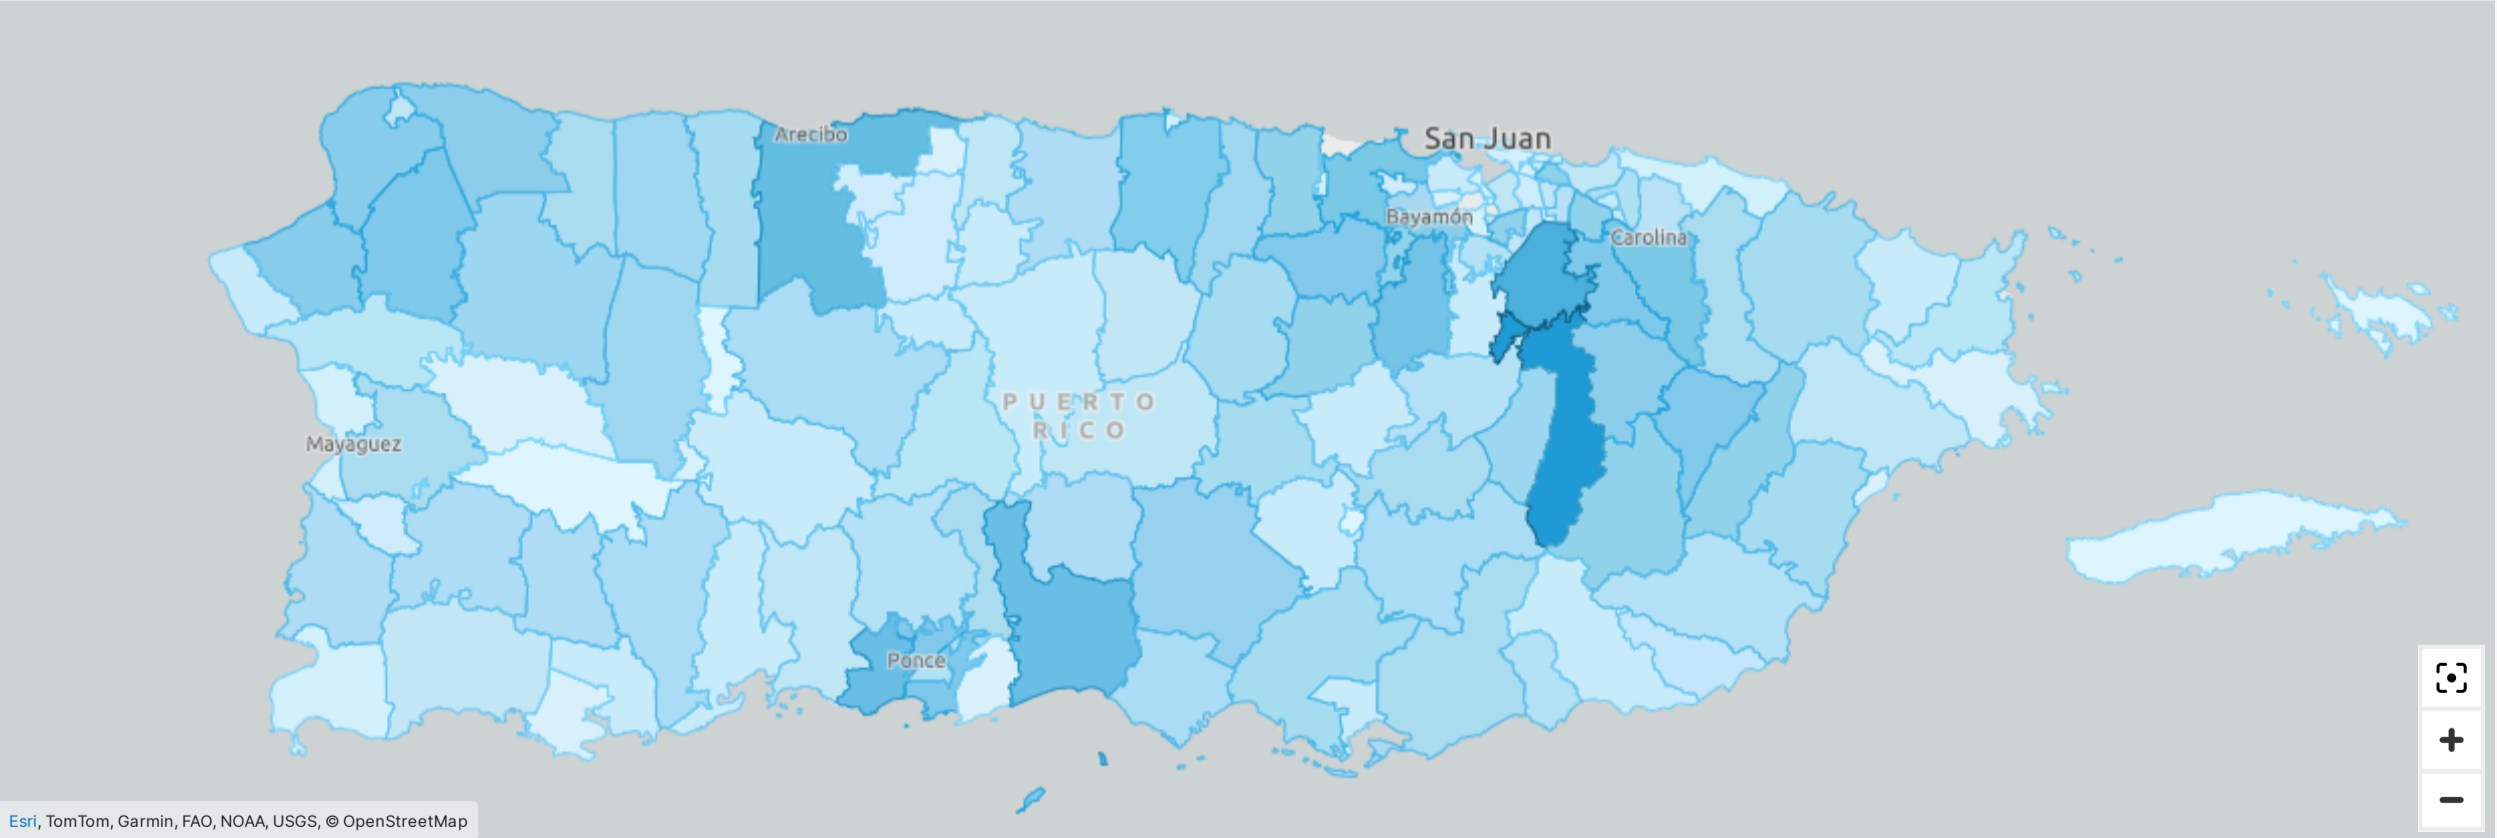 San Juan
Arecibo
Bayamón
Carolina
PUERTO
RICO
Mayaguez
Ponce
Esri, TomTom, Garmin, FAO, NOAA, USGS, © OpenStreetMap